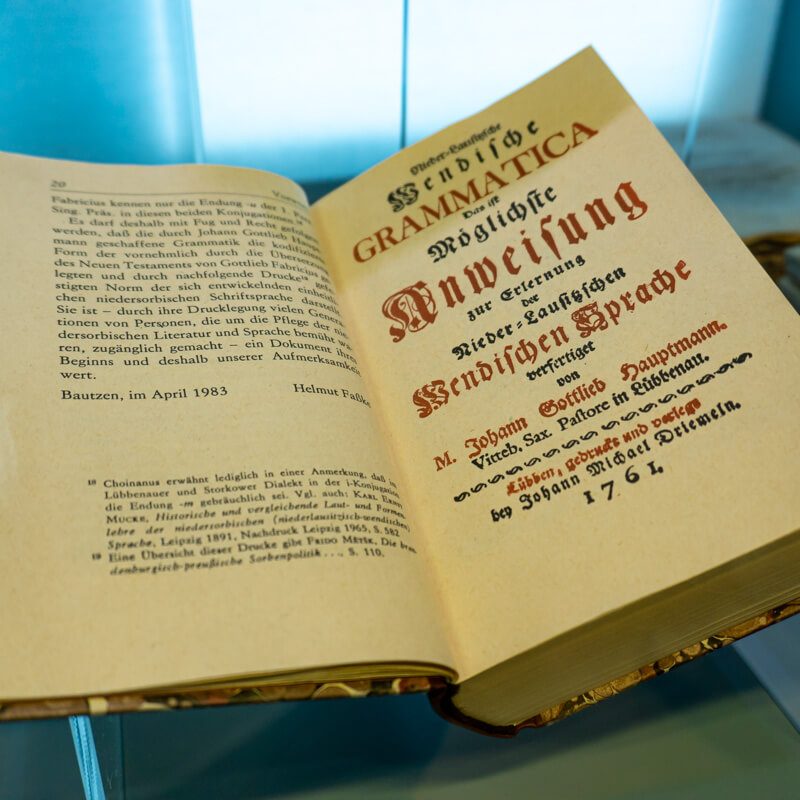 20
Fabricius kennen nur die Endung -u der 1.
Sing. Präs. in diesen beiden Konjugationen.
Es darf deshalb mit Fug und Recht
werden, daß die durch Johann Gottlieb
mann geschaffene Grammatik die
Form der vornehmlich durch die
des Neuen Testaments von Gottlieb Fabricius
legten und durch nachfolgende Drucke¹⁹
stigten Norm der sich entwickelnden
chen niedersorbischen Schriftsprache
Sie ist – durch ihre Drucklegung vielen
tionen von Personen, die um die Pflege der
dersorbischen Literatur und Sprache bemüht
ren, zugänglich gemacht – ein Dokument
Beginns und deshalb unserer Aufmerksamkeit
wert.
Bautzen, im April 1983 Helmut
¹⁸ Choinanus erwähnt lediglich in einer Anmerkung, daß
Lübbenauer und Storkower Dialekt in der i-Konjugation
die Endung -m gebräuchlich sei. Vgl. auch: KARL
MUCKE, Historische und vergleichende Laut- und Formen
lehre der niedersorbischen (niederlausitzisch-wendischen)
Sprache, Leipzig 1891, Nachdruck Leipzig 1965, S. 582
¹⁹ Eine Übersicht dieser Drucke gibt FRIDO METŠK, Die
denburgisch-preußische Sorbenpolitik ..., S. 110.
Nieder-Lausitzsche
Wendische
GRAMMATICA
Das ist
Möglichste
Anweisung
zur Erlernung
der
Nieder-Lausitzschen
Wendischen Sprache
verfertiget
von
M. Johann Gottlieb Hauptmann.
Vitteb. Sax. Pastore in Lübbenau.
Lübben, gedruckt und verlegts
bey Johann Michael Driemeln.
1761.